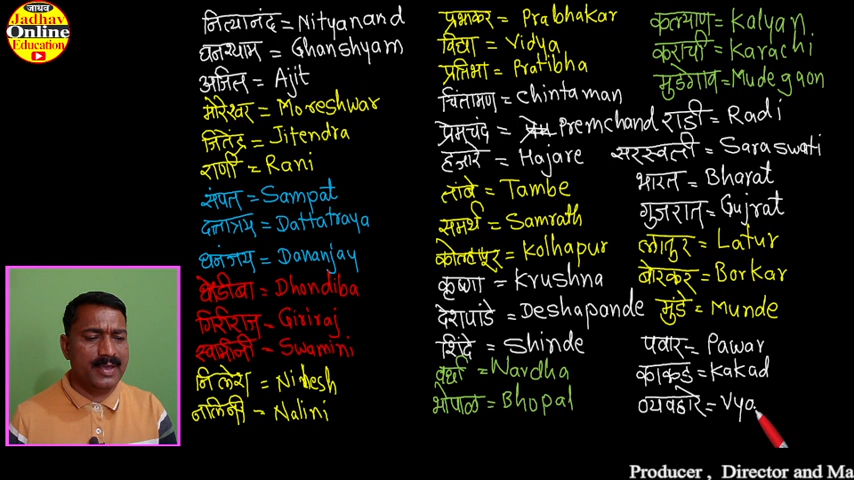 जाधव
Jadhav
Online
Education
नित्यानंद = Nityanand
घनश्याम = Ghanshyam
अजित = Ajit
मोरेश्वर = Moreshwar
जितेंद्र = Jitendra
राणी = Rani
संपत = Sampat
दत्तात्रय = Dattatraya
धनंजय = Dananjay
धोंडीबा = Dhondiba
गिरीराज = Giriraj
स्वामीनी = Swamini
निलेश = Nilesh
नलिनी = Nalini
प्रभाकर = Prabhakar
विद्या = Vidya
प्रतिभा = Pratibha
चिंतामण = Chintaman
प्रेमचंद = Premchand
हजारे = Hajare
तांबे = Tambe
समर्थ = Samrath
कोल्हापूर = Kolhapur
कृष्णा = Krushna
देशपांडे = Deshapande
शिंदे = Shinde
वर्धा = Wardha
भोपाळ = Bhopal
कल्याण = Kalyan
कराची = Karachi
मुडेगाव = Mudegaon
राडी = Radi
सरस्वती = Saraswati
भारत = Bharat
गुजरात = Gujrat
लातुर = Latur
बोरकर = Borkar
मुंडे = Munde
पवार = Pawar
काकडे = Kakad
व्यवहारे = Vya
Producer , Director and Ma